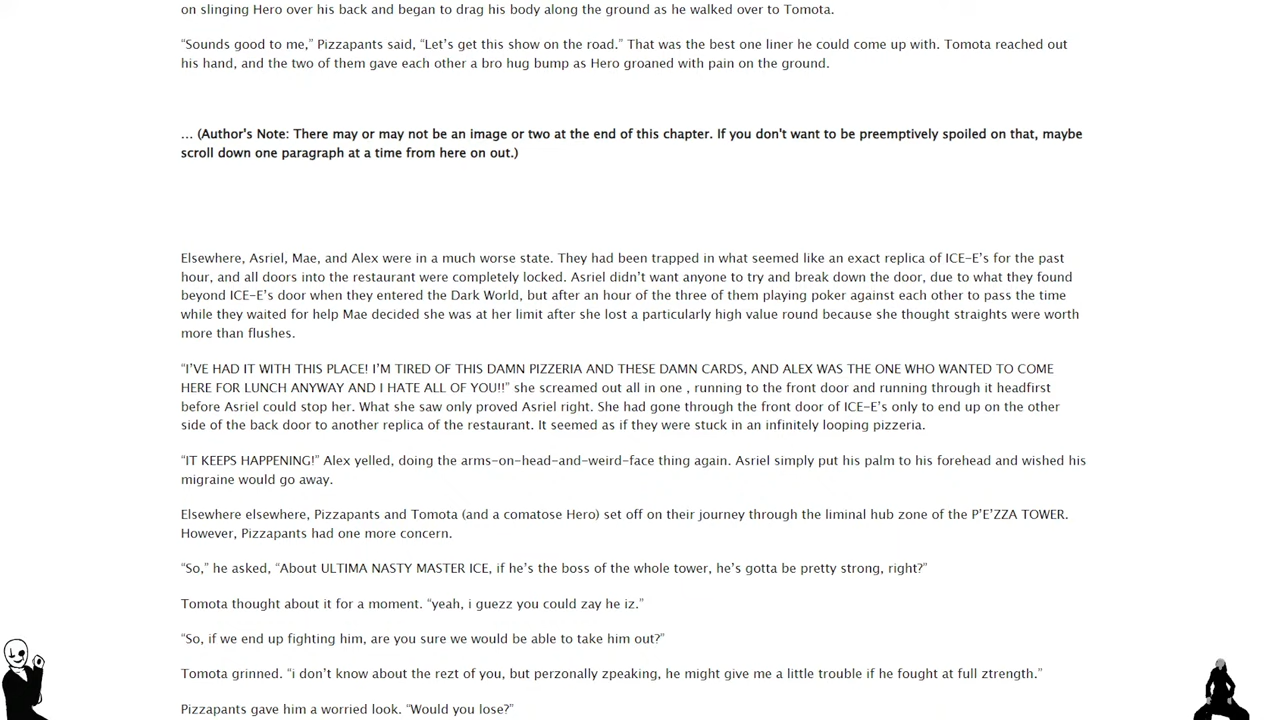 on slinging Hero over his back and began to drag his body along the ground as he walked over to Tomota.
“Sounds good to me,” Pizzapants said, “Let’s get this show on the road.” That was the best one liner he could come up with. Tomota reached out
his hand, and the two of them gave each other a bro hug bump as Hero groaned with pain on the ground.
... (Author's Note: There may or may not be an image or two at the end of this chapter. If you don't want to be preemptively spoiled on that, maybe
scroll down one paragraph at a time from here on out.)
Elsewhere, Asriel, Mae, and Alex were in a much worse state. They had been trapped in what seemed like an exact replica of ICE-E’s for the past
hour, and all doors into the restaurant were completely locked. Asriel didn’t want anyone to try and break down the door, due to what they found
beyond ICE-E’s door when they entered the Dark World, but after an hour of the three of them playing poker against each other to pass the time
while they waited for help Mae decided she was at her limit after she lost a particularly high value round because she thought straights were worth
more than flushes.
“I’VE HAD IT WITH THIS PLACE! I’M TIRED OF THIS DAMN PIZZERIA AND THESE DAMN CARDS, AND ALEX WAS THE ONE WHO WANTED TO COME
HERE FOR LUNCH ANYWAY AND I HATE ALL OF YOU!!” she screamed out all in one , running to the front door and running through it headfirst
before Asriel could stop her. What she saw only proved Asriel right. She had gone through the front door of ICE-E’s only to end up on the other
side of the back door to another replica of the restaurant. It seemed as if they were stuck in an infinitely looping pizzeria.
“IT KEEPS HAPPENING!” Alex yelled, doing the arms-on-head-and-weird-face thing again. Asriel simply put his palm to his forehead and wished his
migraine would go away.
Elsewhere elsewhere, Pizzapants and Tomota (and a comatose Hero) set off on their journey through the liminal hub zone of the P’E’ZZA TOWER.
However, Pizzapants had one more concern.
“So,” he asked, “About ULTIMA NASTY MASTER ICE, if he’s the boss of the whole tower, he’s gotta be pretty strong, right?”
Tomota thought about it for a moment. “yeah, i guezz you could zay he iz.”
“So, if we end up fighting him, are you sure we would be able to take him out?”
Tomota grinned. “i don’t know about the rezt of you, but perzonally zpeaking, he might give me a little trouble if he fought at full ztrength.”
Pizzapants gave him a worried look. “Would you lose?”